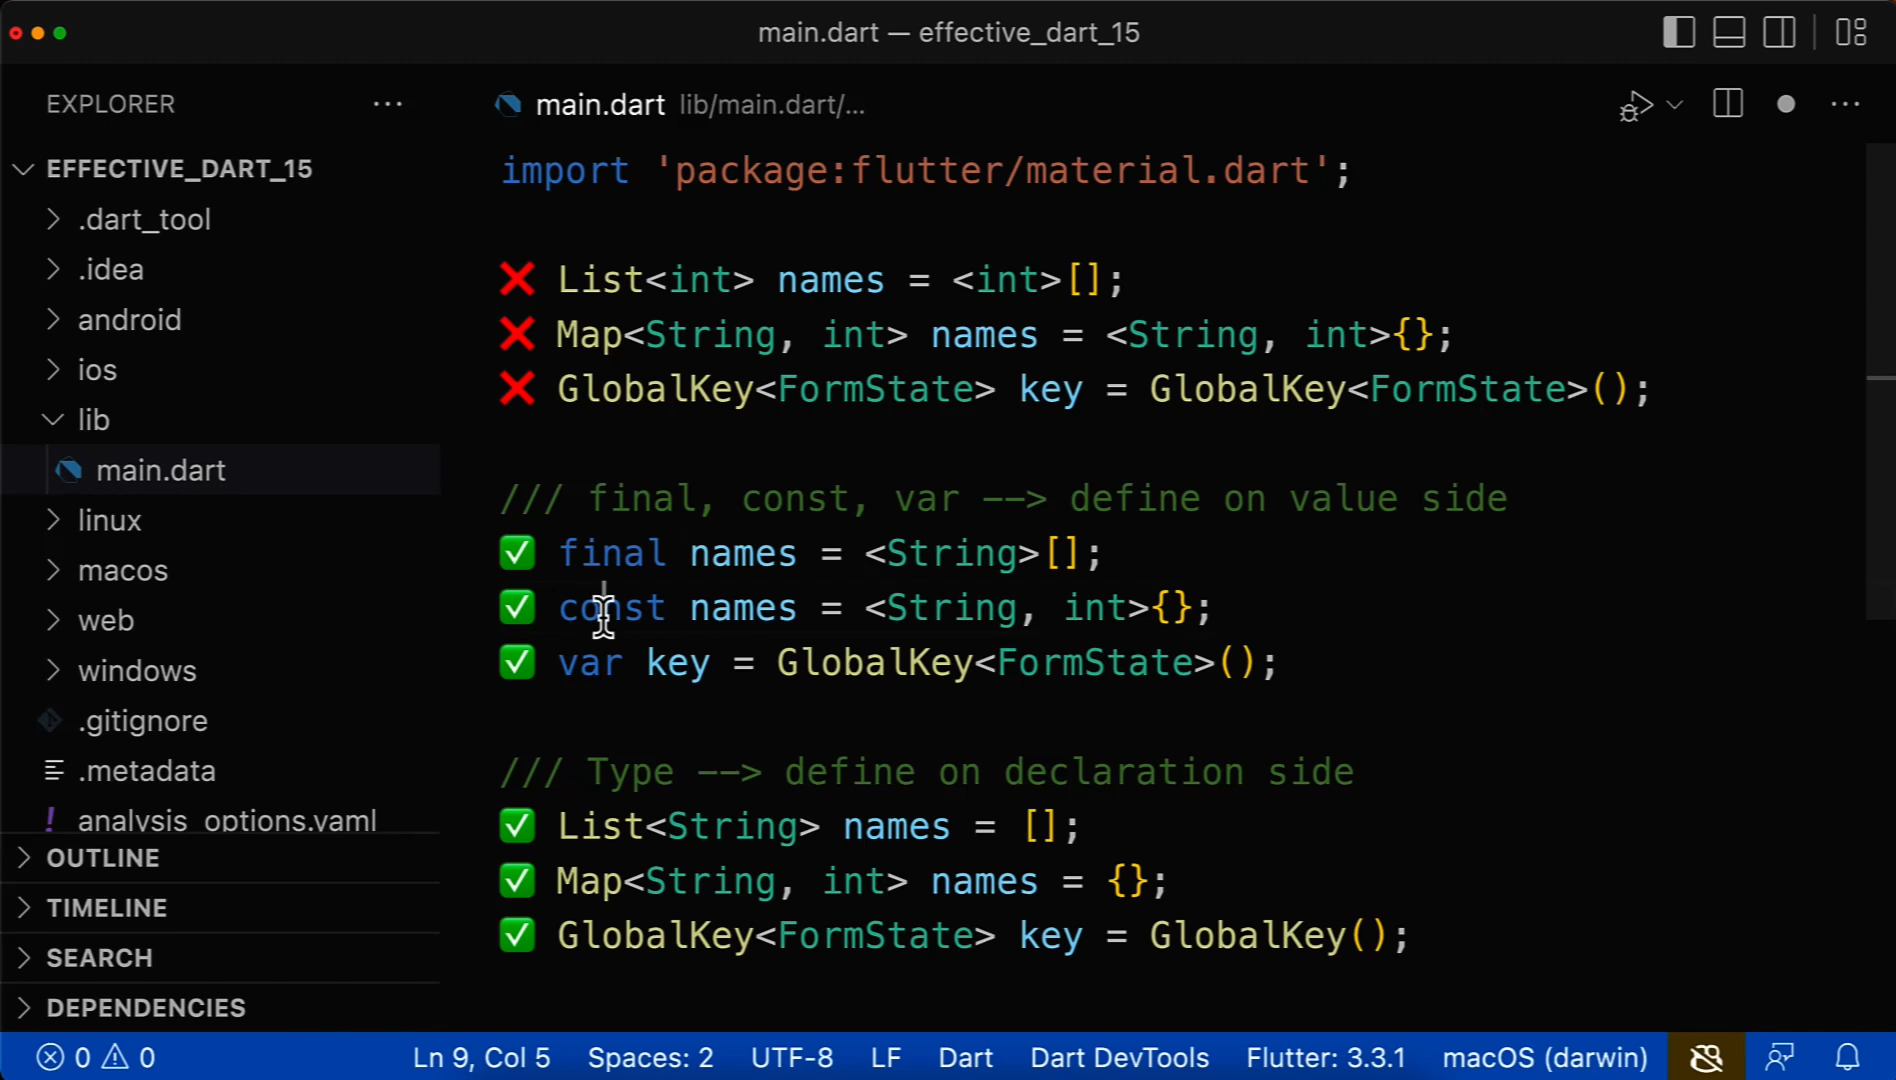 main.dart — effective_dart_15
EXPLORER
EFFECTIVE_DART_15
.dart_tool
.idea
android
ios
lib
main.dart
linux
macos
web
windows
.gitignore
.metadata
analysis_options.yaml
OUTLINE
TIMELINE
SEARCH
DEPENDENCIES
main.dart lib/main.dart/...
import 'package:flutter/material.dart';
❌ List<int> names = <int>[];
❌ Map<String, int> names = <String, int>{};
❌ GlobalKey<FormState> key = GlobalKey<FormState>();
/// final, const, var --> define on value side
✅ final names = <String>[];
✅ const names = <String, int>{};
✅ var key = GlobalKey<FormState>();
/// Type --> define on declaration side
✅ List<String> names = [];
✅ Map<String, int> names = {};
✅ GlobalKey<FormState> key = GlobalKey();
0 0 Ln 9, Col 5 Spaces: 2 UTF-8 LF Dart Dart DevTools Flutter: 3.3.1 macOS (darwin)